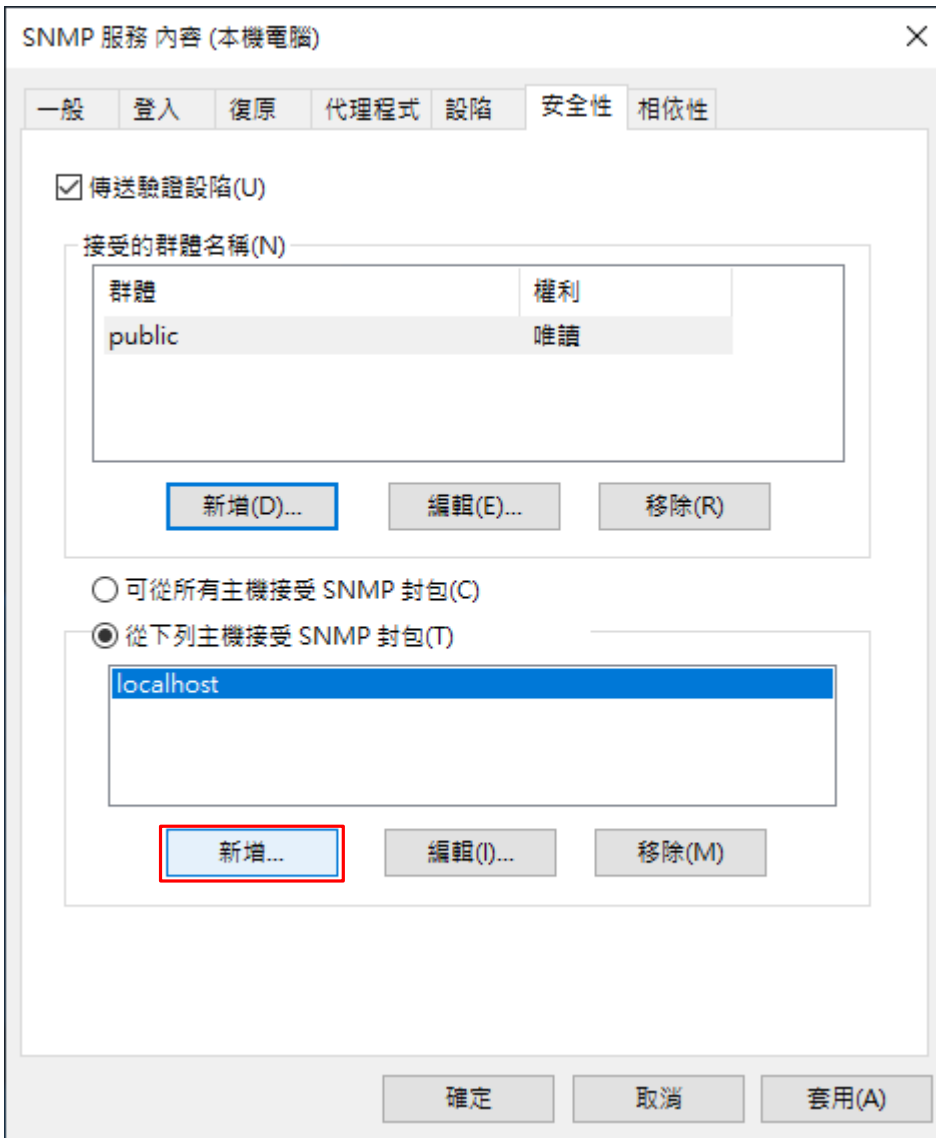 SNMP 服務 內容 (本機電腦)
一般 登入 復原 代理程式 設陷 安全性 相依性
傳送驗證設陷(U)
接受的群體名稱(N)
群體 權利
public 唯讀
新增(D)... 編輯(E)... 移除(R)
可從所有主機接受 SNMP 封包(C)
從下列主機接受 SNMP 封包(T)
localhost
新增... 編輯(I)... 移除(M)
確定 取消 套用(A)